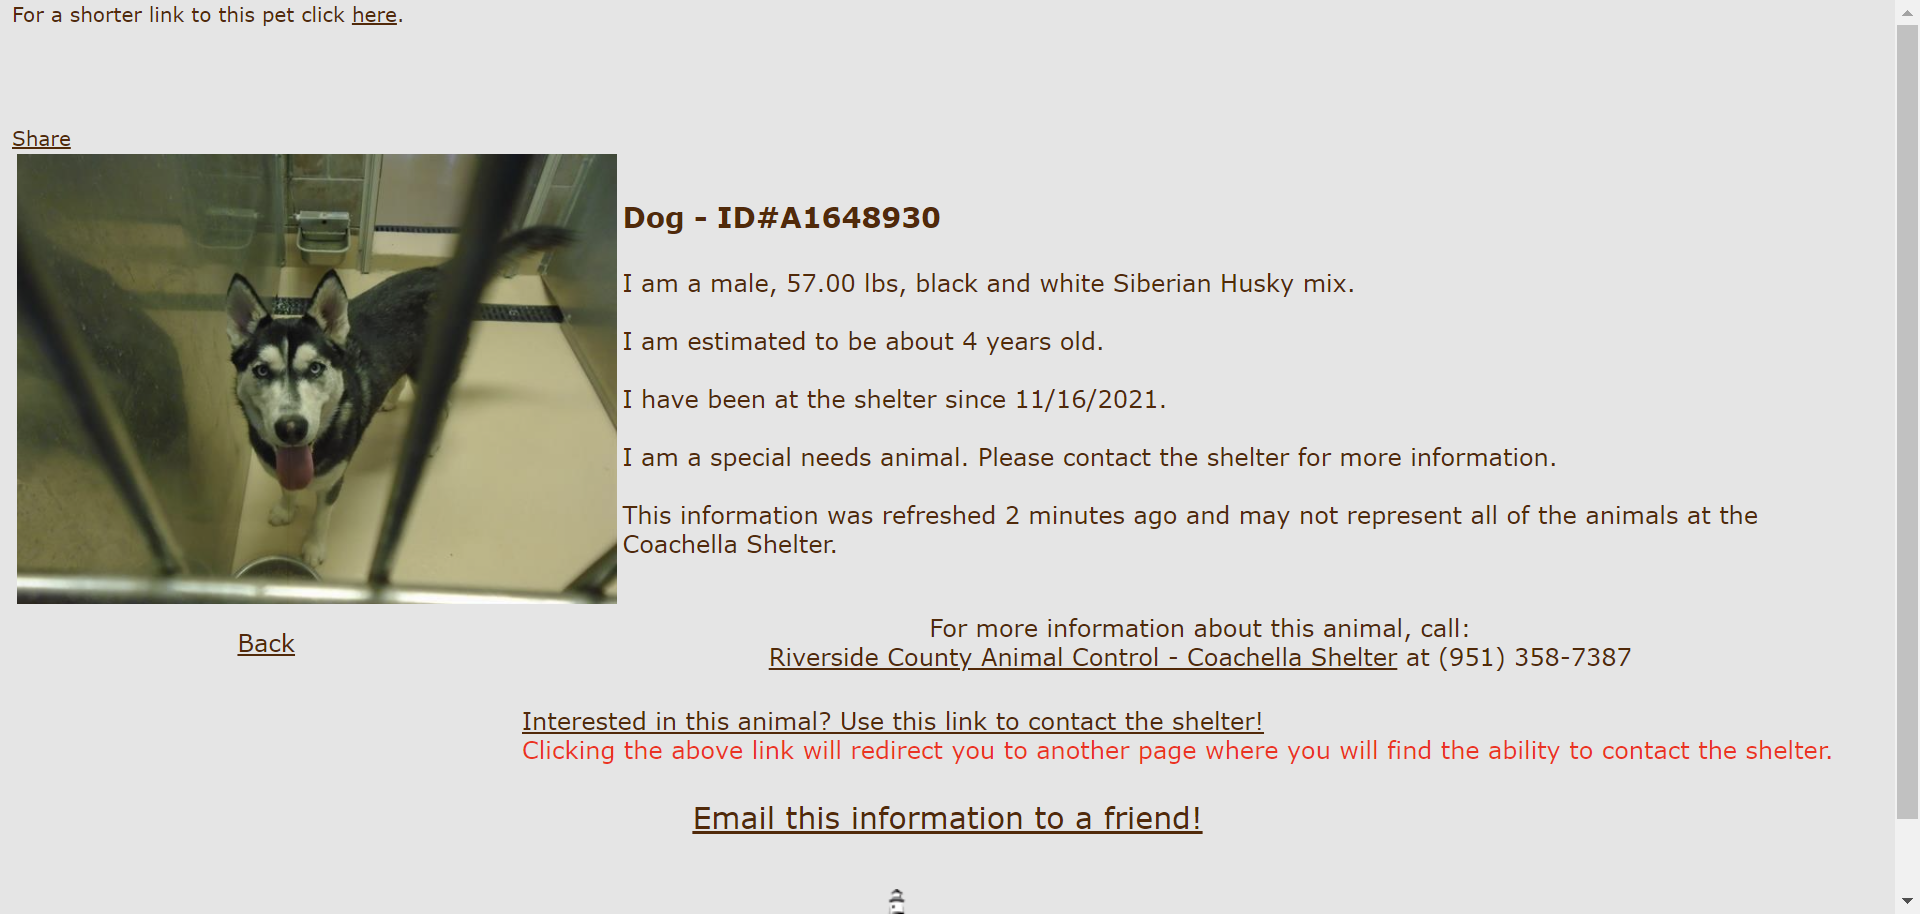 For a shorter link to this pet click here.
Share
Dog - ID#A1648930
I am a male, 57.00 lbs, black and white Siberian Husky mix.
I am estimated to be about 4 years old.
I have been at the shelter since 11/16/2021.
I am a special needs animal. Please contact the shelter for more information.
This information was refreshed 2 minutes ago and may not represent all of the animals at the
Coachella Shelter.
Back
For more information about this animal, call:
Riverside County Animal Control - Coachella Shelter at (951) 358-7387
Interested in this animal? Use this link to contact the shelter!
Clicking the above link will redirect you to another page where you will find the ability to contact the shelter.
Email this information to a friend!